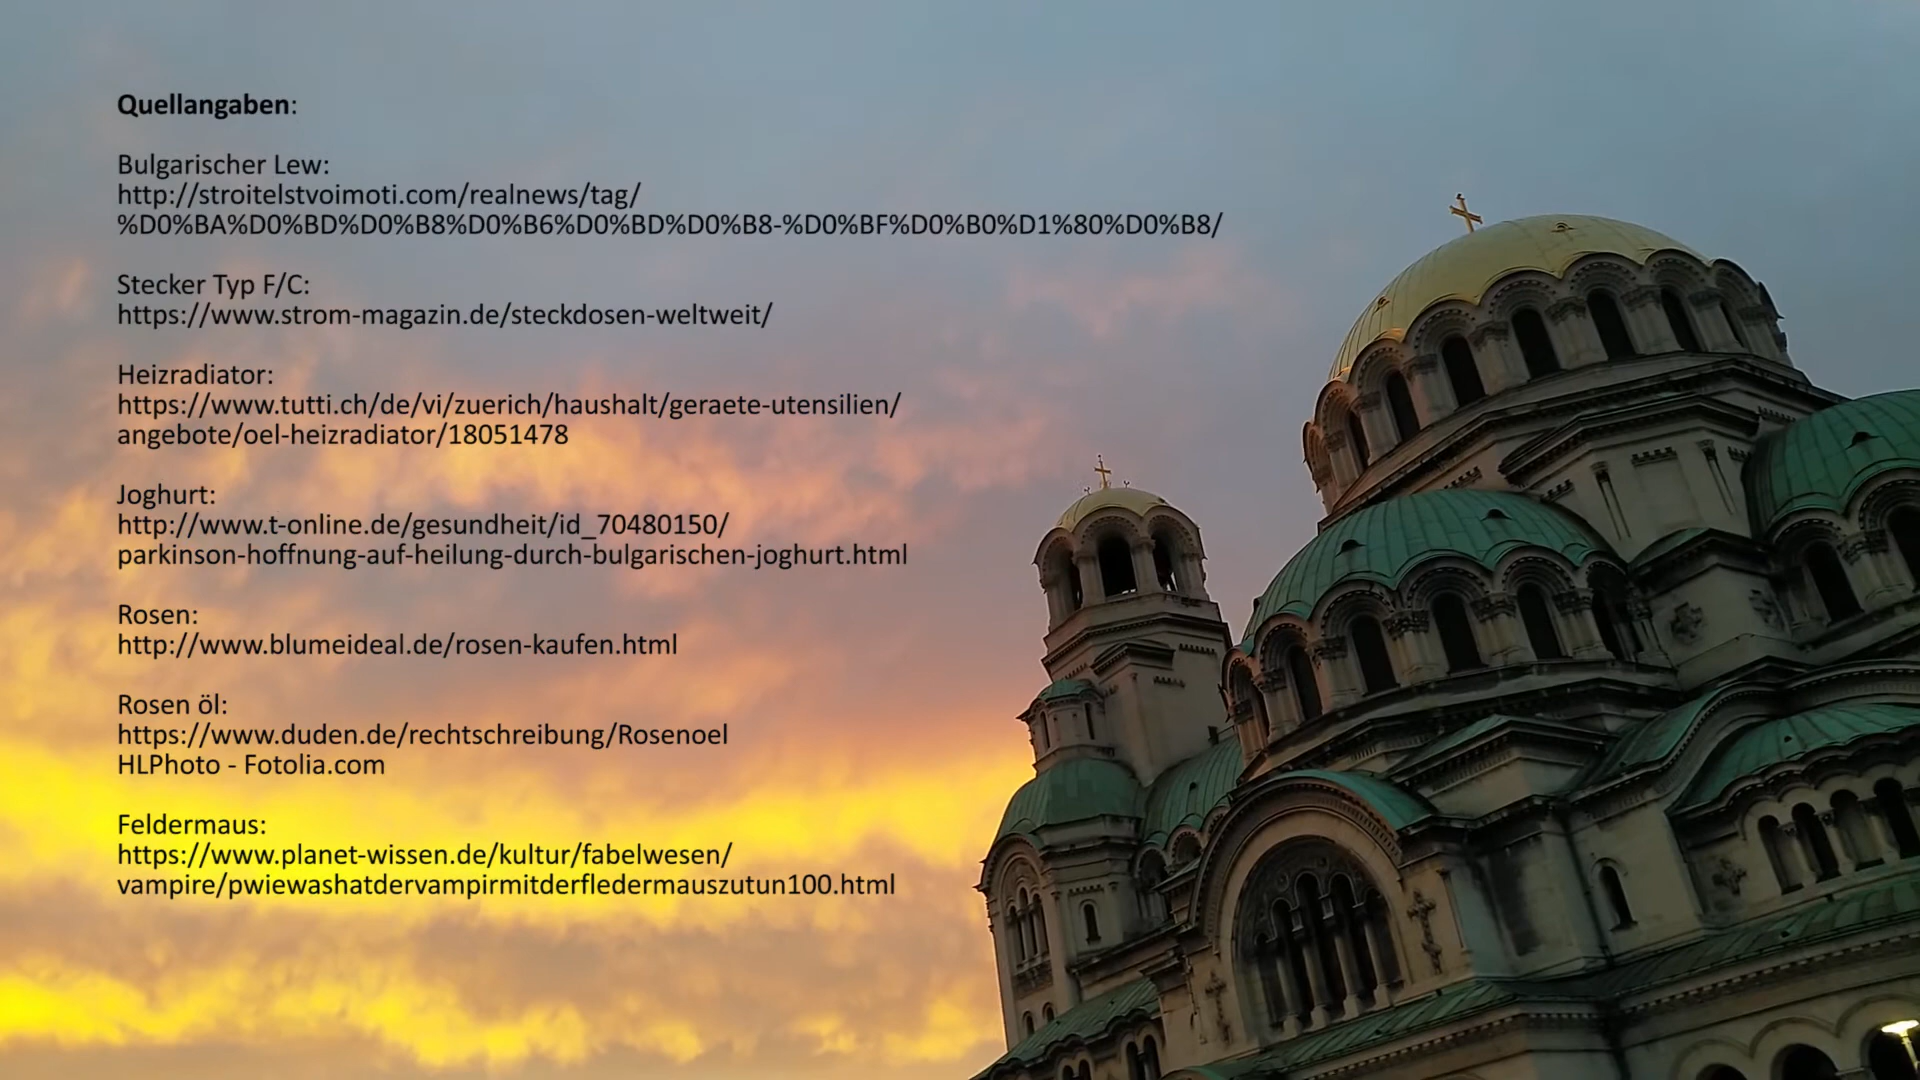 Quellangaben:
Bulgarischer Lew:
http://stroitelstvoimoti.com/realnews/tag/
%D0%BA%D0%BD%D0%B8%D0%B6%D0%BD%D0%B8-%D0%BF%D0%B0%D1%80%D0%B8/
Stecker Typ F/C:
https://www.strom-magazin.de/steckdosen-weltweit/
Heizradiator:
https://www.tutti.ch/de/vi/zuerich/haushalt/geraete-utensilien/
angebote/oel-heizradiator/18051478
Joghurt:
http://www.t-online.de/gesundheit/id_70480150/
parkinson-hoffnung-auf-heilung-durch-bulgarischen-joghurt.html
Rosen:
http://www.blumeideal.de/rosen-kaufen.html
Rosen öl:
https://www.duden.de/rechtschreibung/Rosenoel
HLPhoto - Fotolia.com
Feldermaus:
https://www.planet-wissen.de/kultur/fabelwesen/
vampire/pwiewashatdervampirmitderfledermauszutun100.html